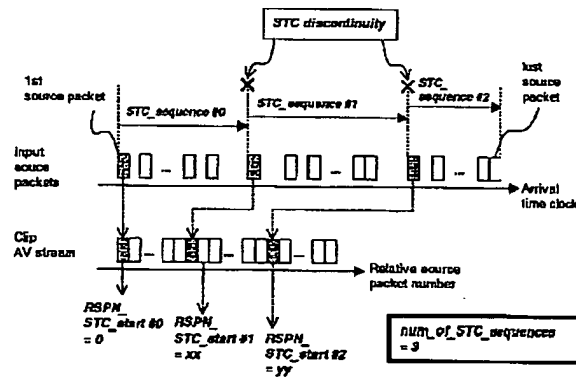 STC discontinuity
1st
source packet
last
source
packet
STC_sequence #0
STC_sequence #1
STC_
sequence #2
Input
source
packets
...
...
...
Arrival
time clock
Clip
AV stream
...
...
...
Relative source
packet number
RSPN_
STC_start #0
= 0
RSPN_
STC_start #1
= xx
RSPN_
STC_start #2
= yy
num_of_STC_sequences
= 3